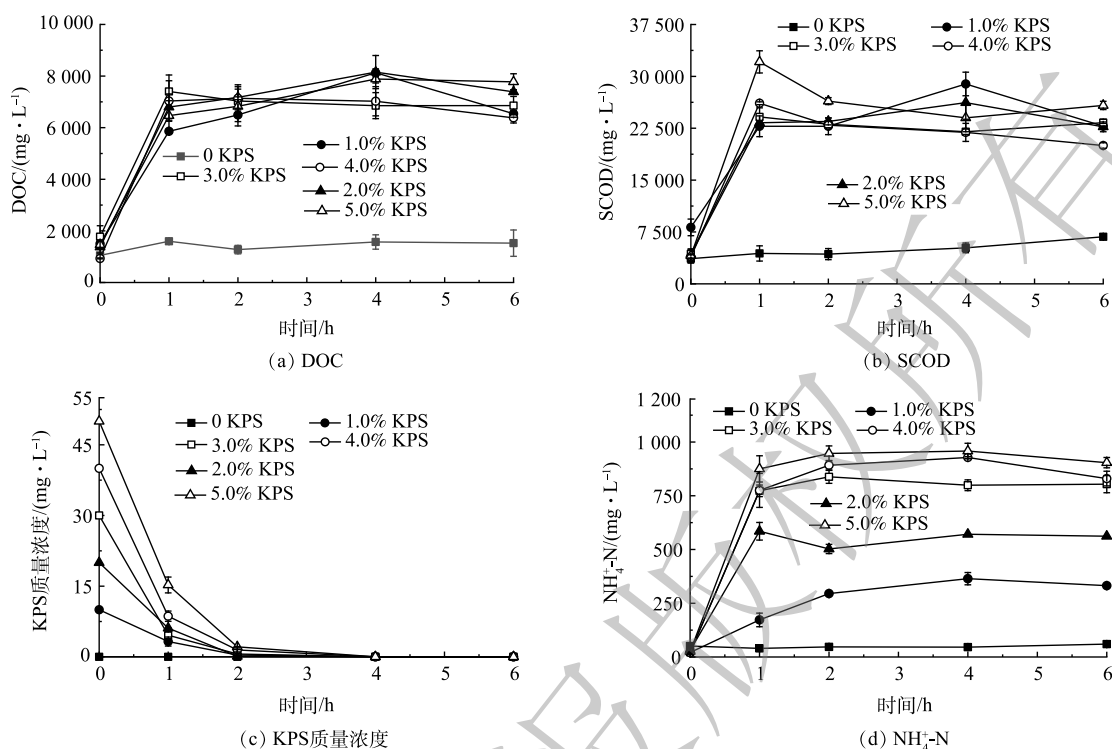 10 000
8 000
6 000
4 000
2 000
0
DOC/(mg·L⁻¹)
0 KPS
3.0% KPS
1.0% KPS
4.0% KPS
2.0% KPS
5.0% KPS
0 1 2 3 4 5 6
时间/h
(a) DOC
37 500
30 000
22 500
15 000
7 500
0
SCOD/(mg·L⁻¹)
0 KPS 1.0% KPS
3.0% KPS 4.0% KPS
2.0% KPS
5.0% KPS
0 1 2 3 4 5 6
时间/h
(b) SCOD
55
45
30
15
0
KPS质量浓度/(mg·L⁻¹)
0 KPS 1.0% KPS
3.0% KPS 4.0% KPS
2.0% KPS
5.0% KPS
0 1 2 3 4 5 6
时间/h
(c) KPS质量浓度
1 200
1 000
750
500
250
0
NH₄⁺-N/(mg·L⁻¹)
0 KPS 1.0% KPS
3.0% KPS 4.0% KPS
2.0% KPS
5.0% KPS
0 1 2 3 4 5 6
时间/h
(d) NH₄⁺-N
报版权所有